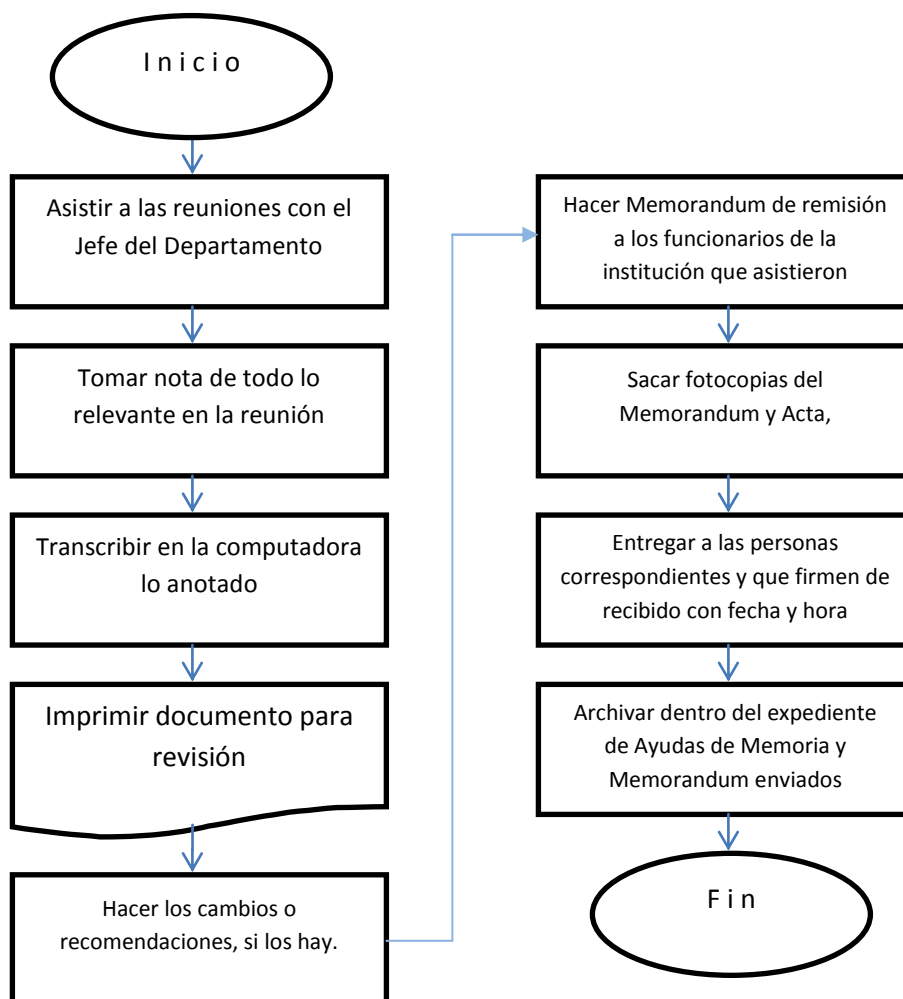 Inicio
Asistir a las reuniones con el
Jefe del Departamento
Tomar nota de todo lo
relevante en la reunión
Transcribir en la computadora
lo anotado
Imprimir documento para
revisión
Hacer los cambios o
recomendaciones, si los hay.
Hacer Memorandum de remisión
a los funcionarios de la
institución que asistieron
Sacar fotocopias del
Memorandum y Acta,
Entregar a las personas
correspondientes y que firmen de
recibido con fecha y hora
Archivar dentro del expediente
de Ayudas de Memoria y
Memorandum enviados
Fin